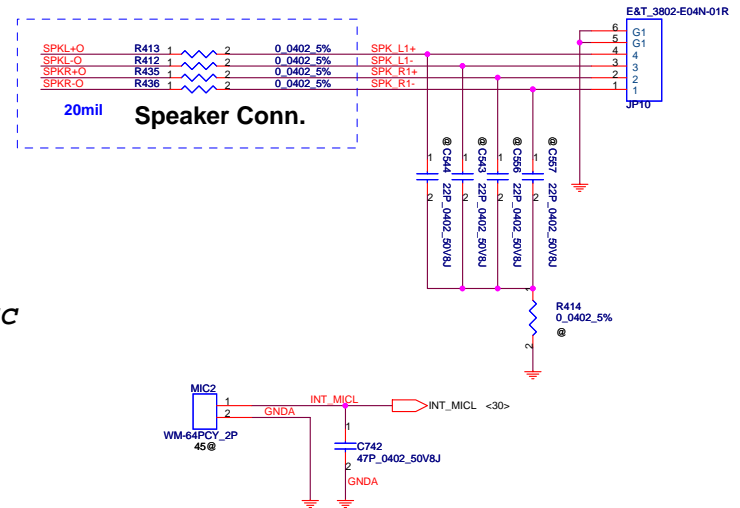 E&T_3802-E04N-01R
6 G1
5 G1
4 4
3 3
2 2
1 1
JP10
SPKL+O R413 1 2 0_0402_5% SPK_L1+
SPKL-O R412 1 2 0_0402_5% SPK_L1-
SPKR+O R435 1 2 0_0402_5% SPK_R1+
SPKR-O R436 1 2 0_0402_5% SPK_R1-
20mil
Speaker Conn.
1 2 @ C544 22P_0402_50V8J
1 2 @ C543 22P_0402_50V8J
1 2 @ C556 22P_0402_50V8J
1 2 @ C557 22P_0402_50V8J
R414
0_0402_5%
@
2
C
MIC2
1
2
WM-64PCY_2P
45@
GNDA
INT_MICL
INT_MICL <30>
1
C742
47P_0402_50V8J
2
GNDA